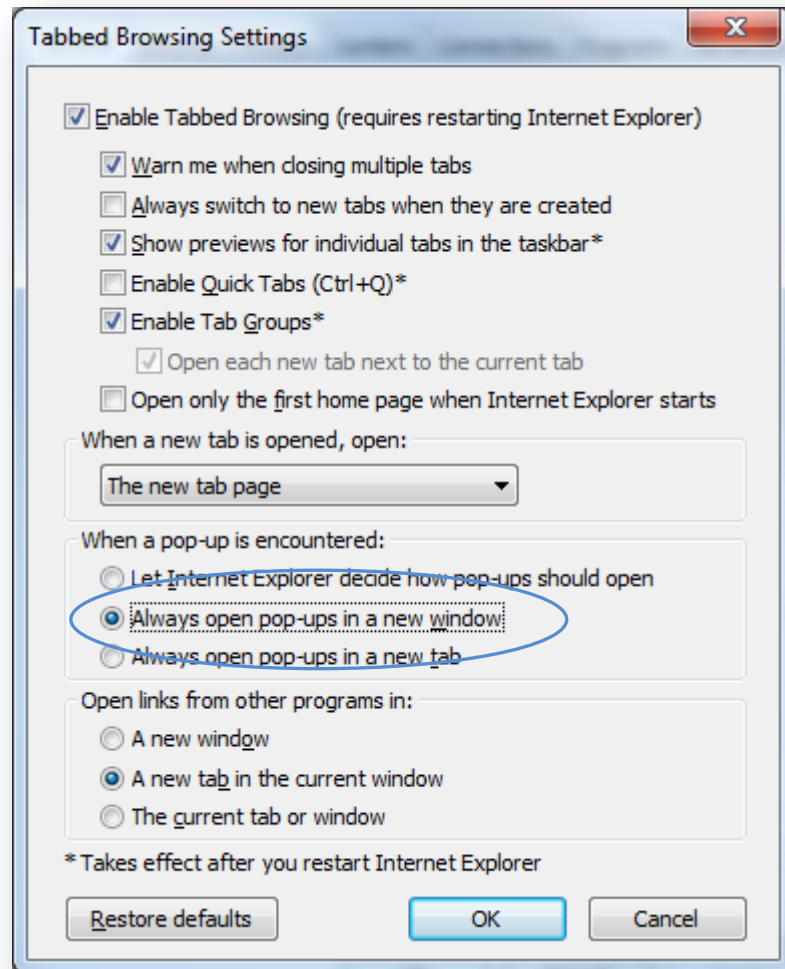 Tabbed Browsing Settings
Enable Tabbed Browsing (requires restarting Internet Explorer)
Warn me when closing multiple tabs
Always switch to new tabs when they are created
Show previews for individual tabs in the taskbar*
Enable Quick Tabs (Ctrl+Q)*
Enable Tab Groups*
Open each new tab next to the current tab
Open only the first home page when Internet Explorer starts
When a new tab is opened, open:
The new tab page
When a pop-up is encountered:
Let Internet Explorer decide how pop-ups should open
Always open pop-ups in a new window
Always open pop-ups in a new tab
Open links from other programs in:
A new window
A new tab in the current window
The current tab or window
* Takes effect after you restart Internet Explorer
Restore defaults OK Cancel